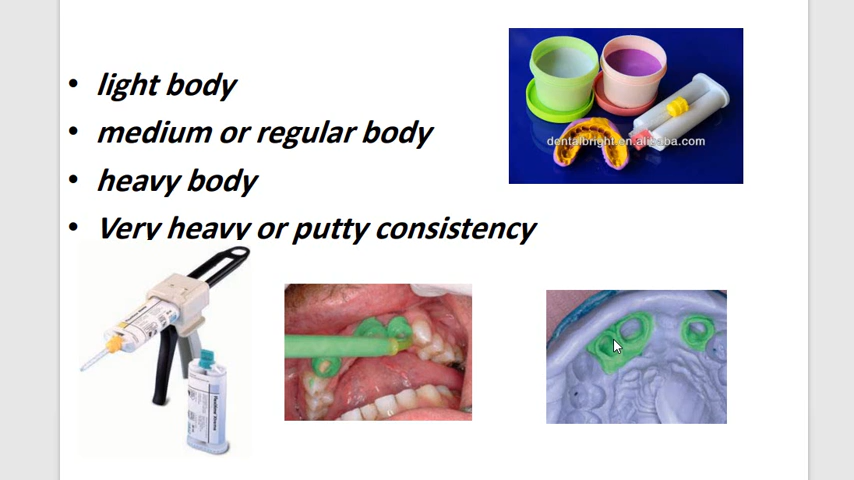 • light body
• medium or regular body
• heavy body
• Very heavy or putty consistency
dentalbright.en.alibaba.com